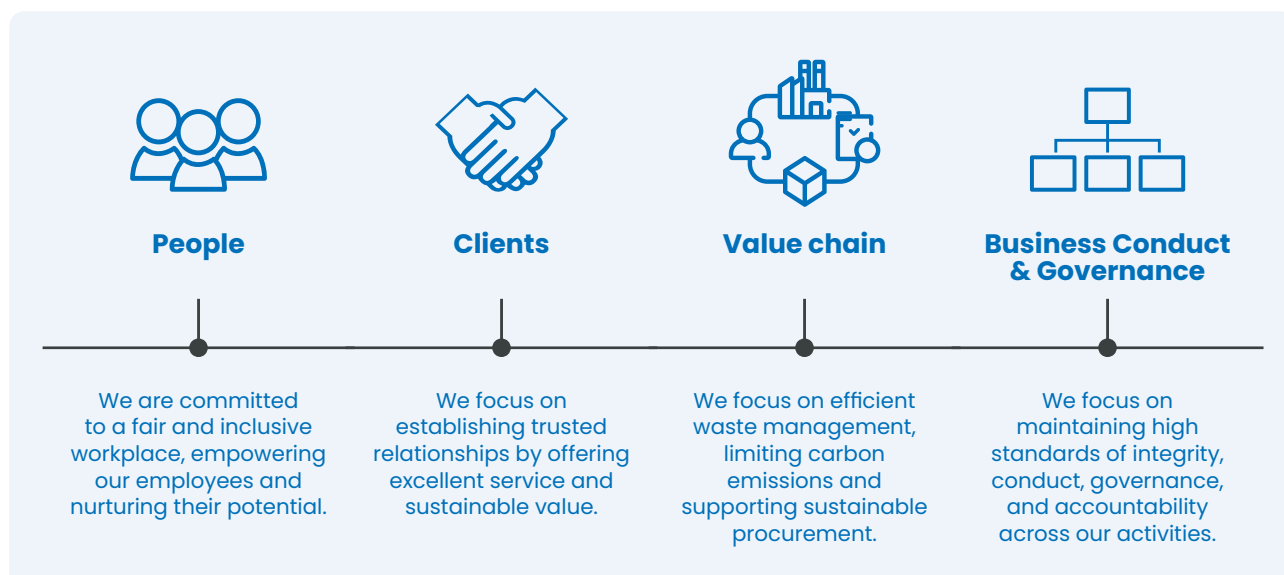 People
We are committed
to a fair and inclusive
workplace, empowering
our employees and
nurturing their potential.
Clients
We focus on
establishing trusted
relationships by offering
excellent service and
sustainable value.
Value chain
We focus on efficient
waste management,
limiting carbon
emissions and
supporting sustainable
procurement.
Business Conduct
& Governance
We focus on
maintaining high
standards of integrity,
conduct, governance,
and accountability
across our activities.